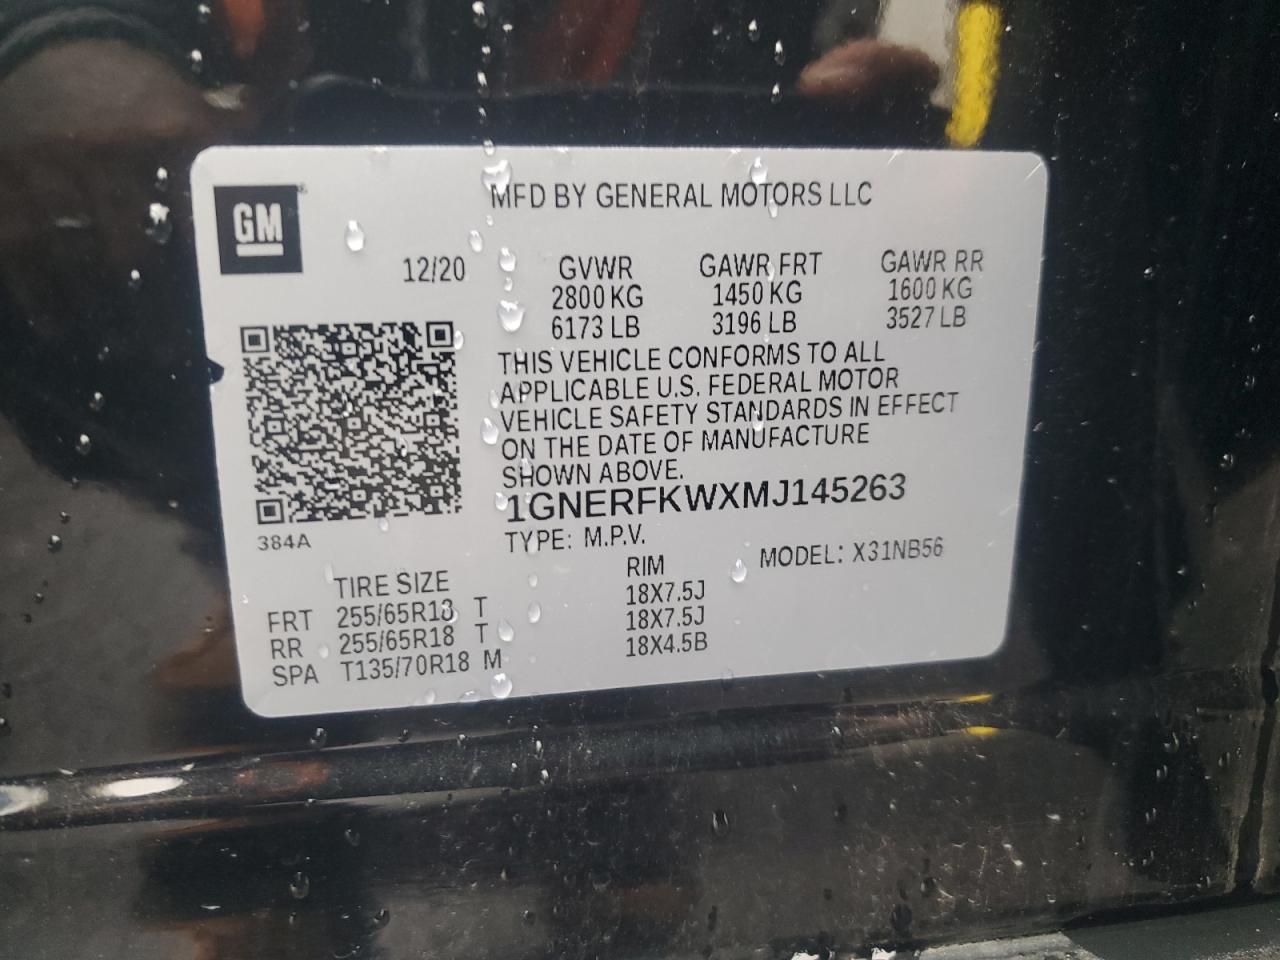 GM
MFD BY GENERAL MOTORS LLC
12/20
GVWR GAWR FRT GAWR RR
2800 KG 1450 KG 1600 KG
6173 LB 3196 LB 3527 LB
THIS VEHICLE CONFORMS TO ALL
APPLICABLE U.S. FEDERAL MOTOR
VEHICLE SAFETY STANDARDS IN EFFECT
ON THE DATE OF MANUFACTURE
SHOWN ABOVE.
1GNERFKWXMJ145263
384A
TYPE: M.P.V. MODEL: X31NB56
TIRE SIZE RIM
FRT 255/65R18 T 18X7.5J
RR 255/65R18 T 18X7.5J
SPA T135/70R18 M 18X4.5B